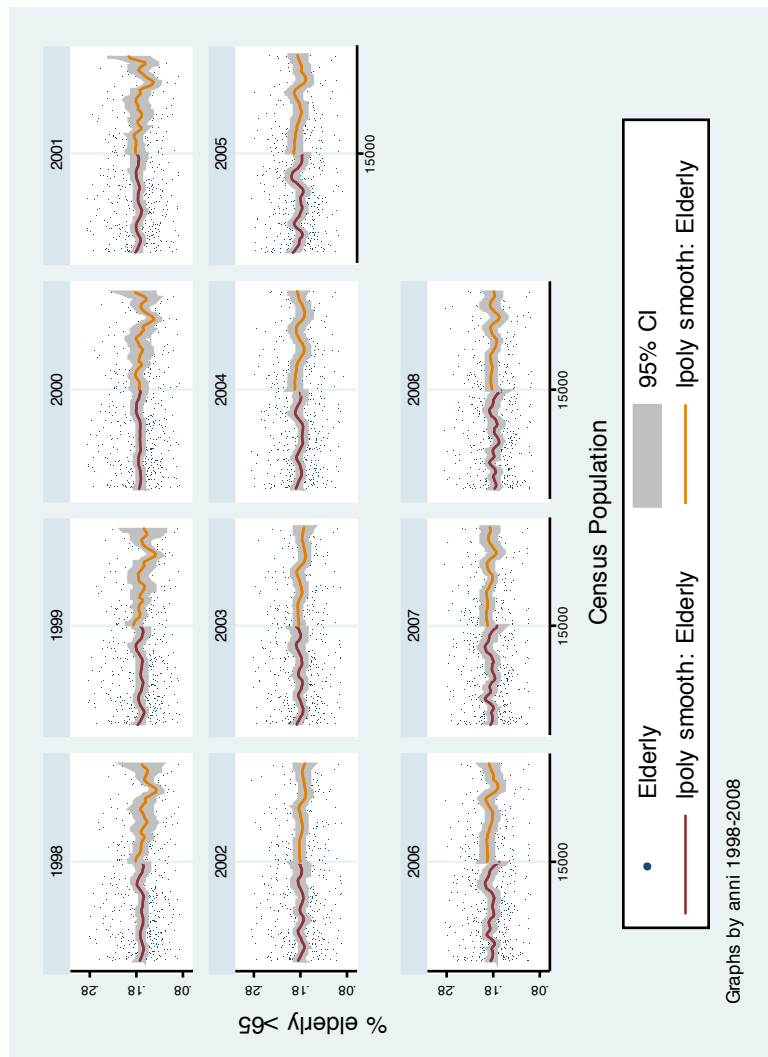 1998 1999 2000 2001
.08 .18 .28
2002 2003 2004 2005
.08 .18 .28
15000
2006 2007 2008
.08 .18 .28
15000 15000 15000
% elderly >65
Census Population
Elderly 95% CI
lpoly smooth: Elderly lpoly smooth: Elderly
Graphs by anni 1998-2008